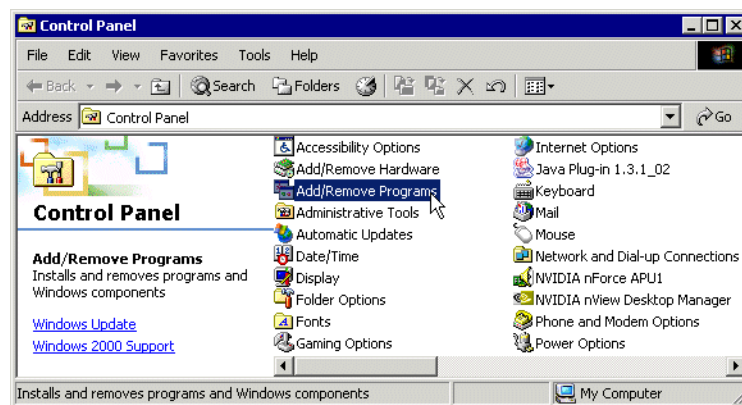 Control Panel
File Edit View Favorites Tools Help
Back Search Folders
Address Control Panel Go
Control Panel
Add/Remove Programs
Installs and removes programs and
Windows components
Windows Update
Windows 2000 Support
Accessibility Options
Add/Remove Hardware
Add/Remove Programs
Administrative Tools
Automatic Updates
Date/Time
Display
Folder Options
Fonts
Gaming Options
Internet Options
Java Plug-in 1.3.1_02
Keyboard
Mail
Mouse
Network and Dial-up Connections
NVIDIA nForce APU1
NVIDIA nView Desktop Manager
Phone and Modem Options
Power Options
Installs and removes programs and Windows components My Computer